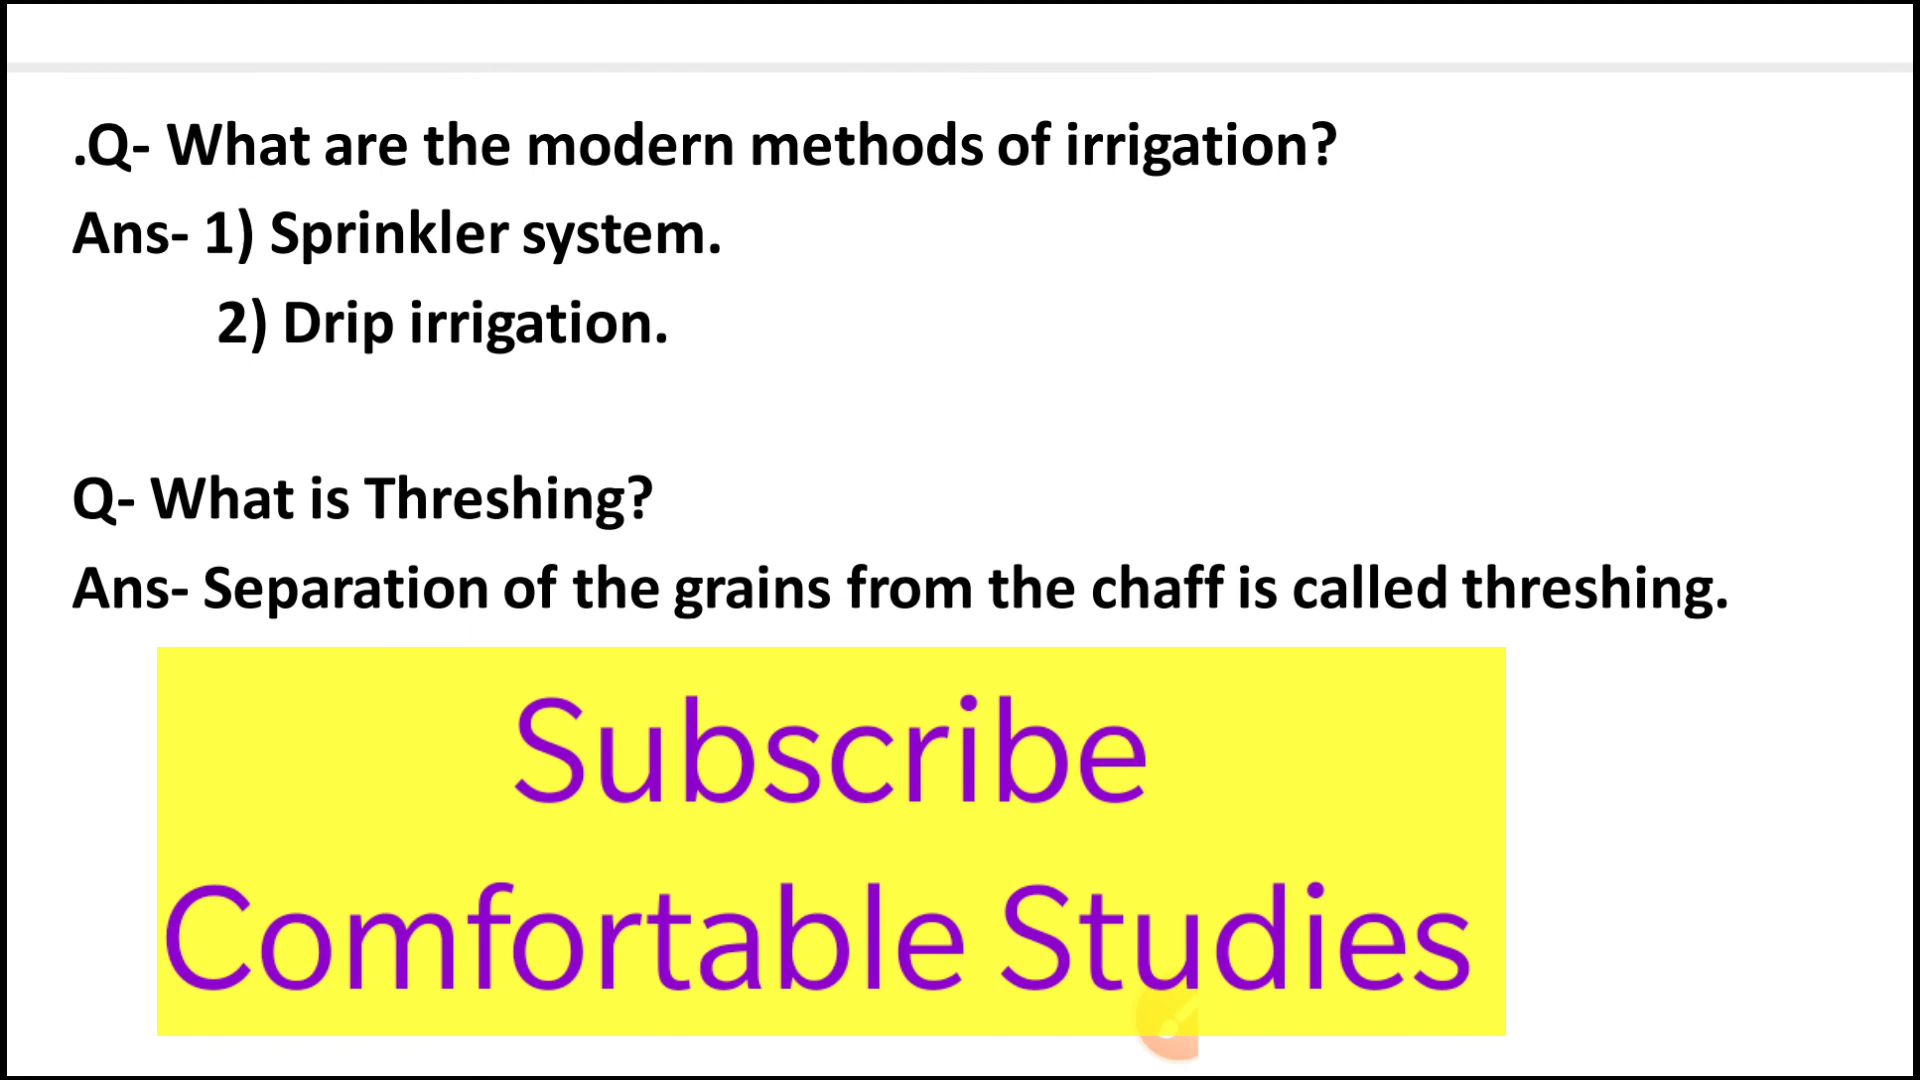 .Q- What are the modern methods of irrigation?
Ans- 1) Sprinkler system.
2) Drip irrigation.
Q- What is Threshing?
Ans- Separation of the grains from the chaff is called threshing.
Subscribe
Comfortable Studies